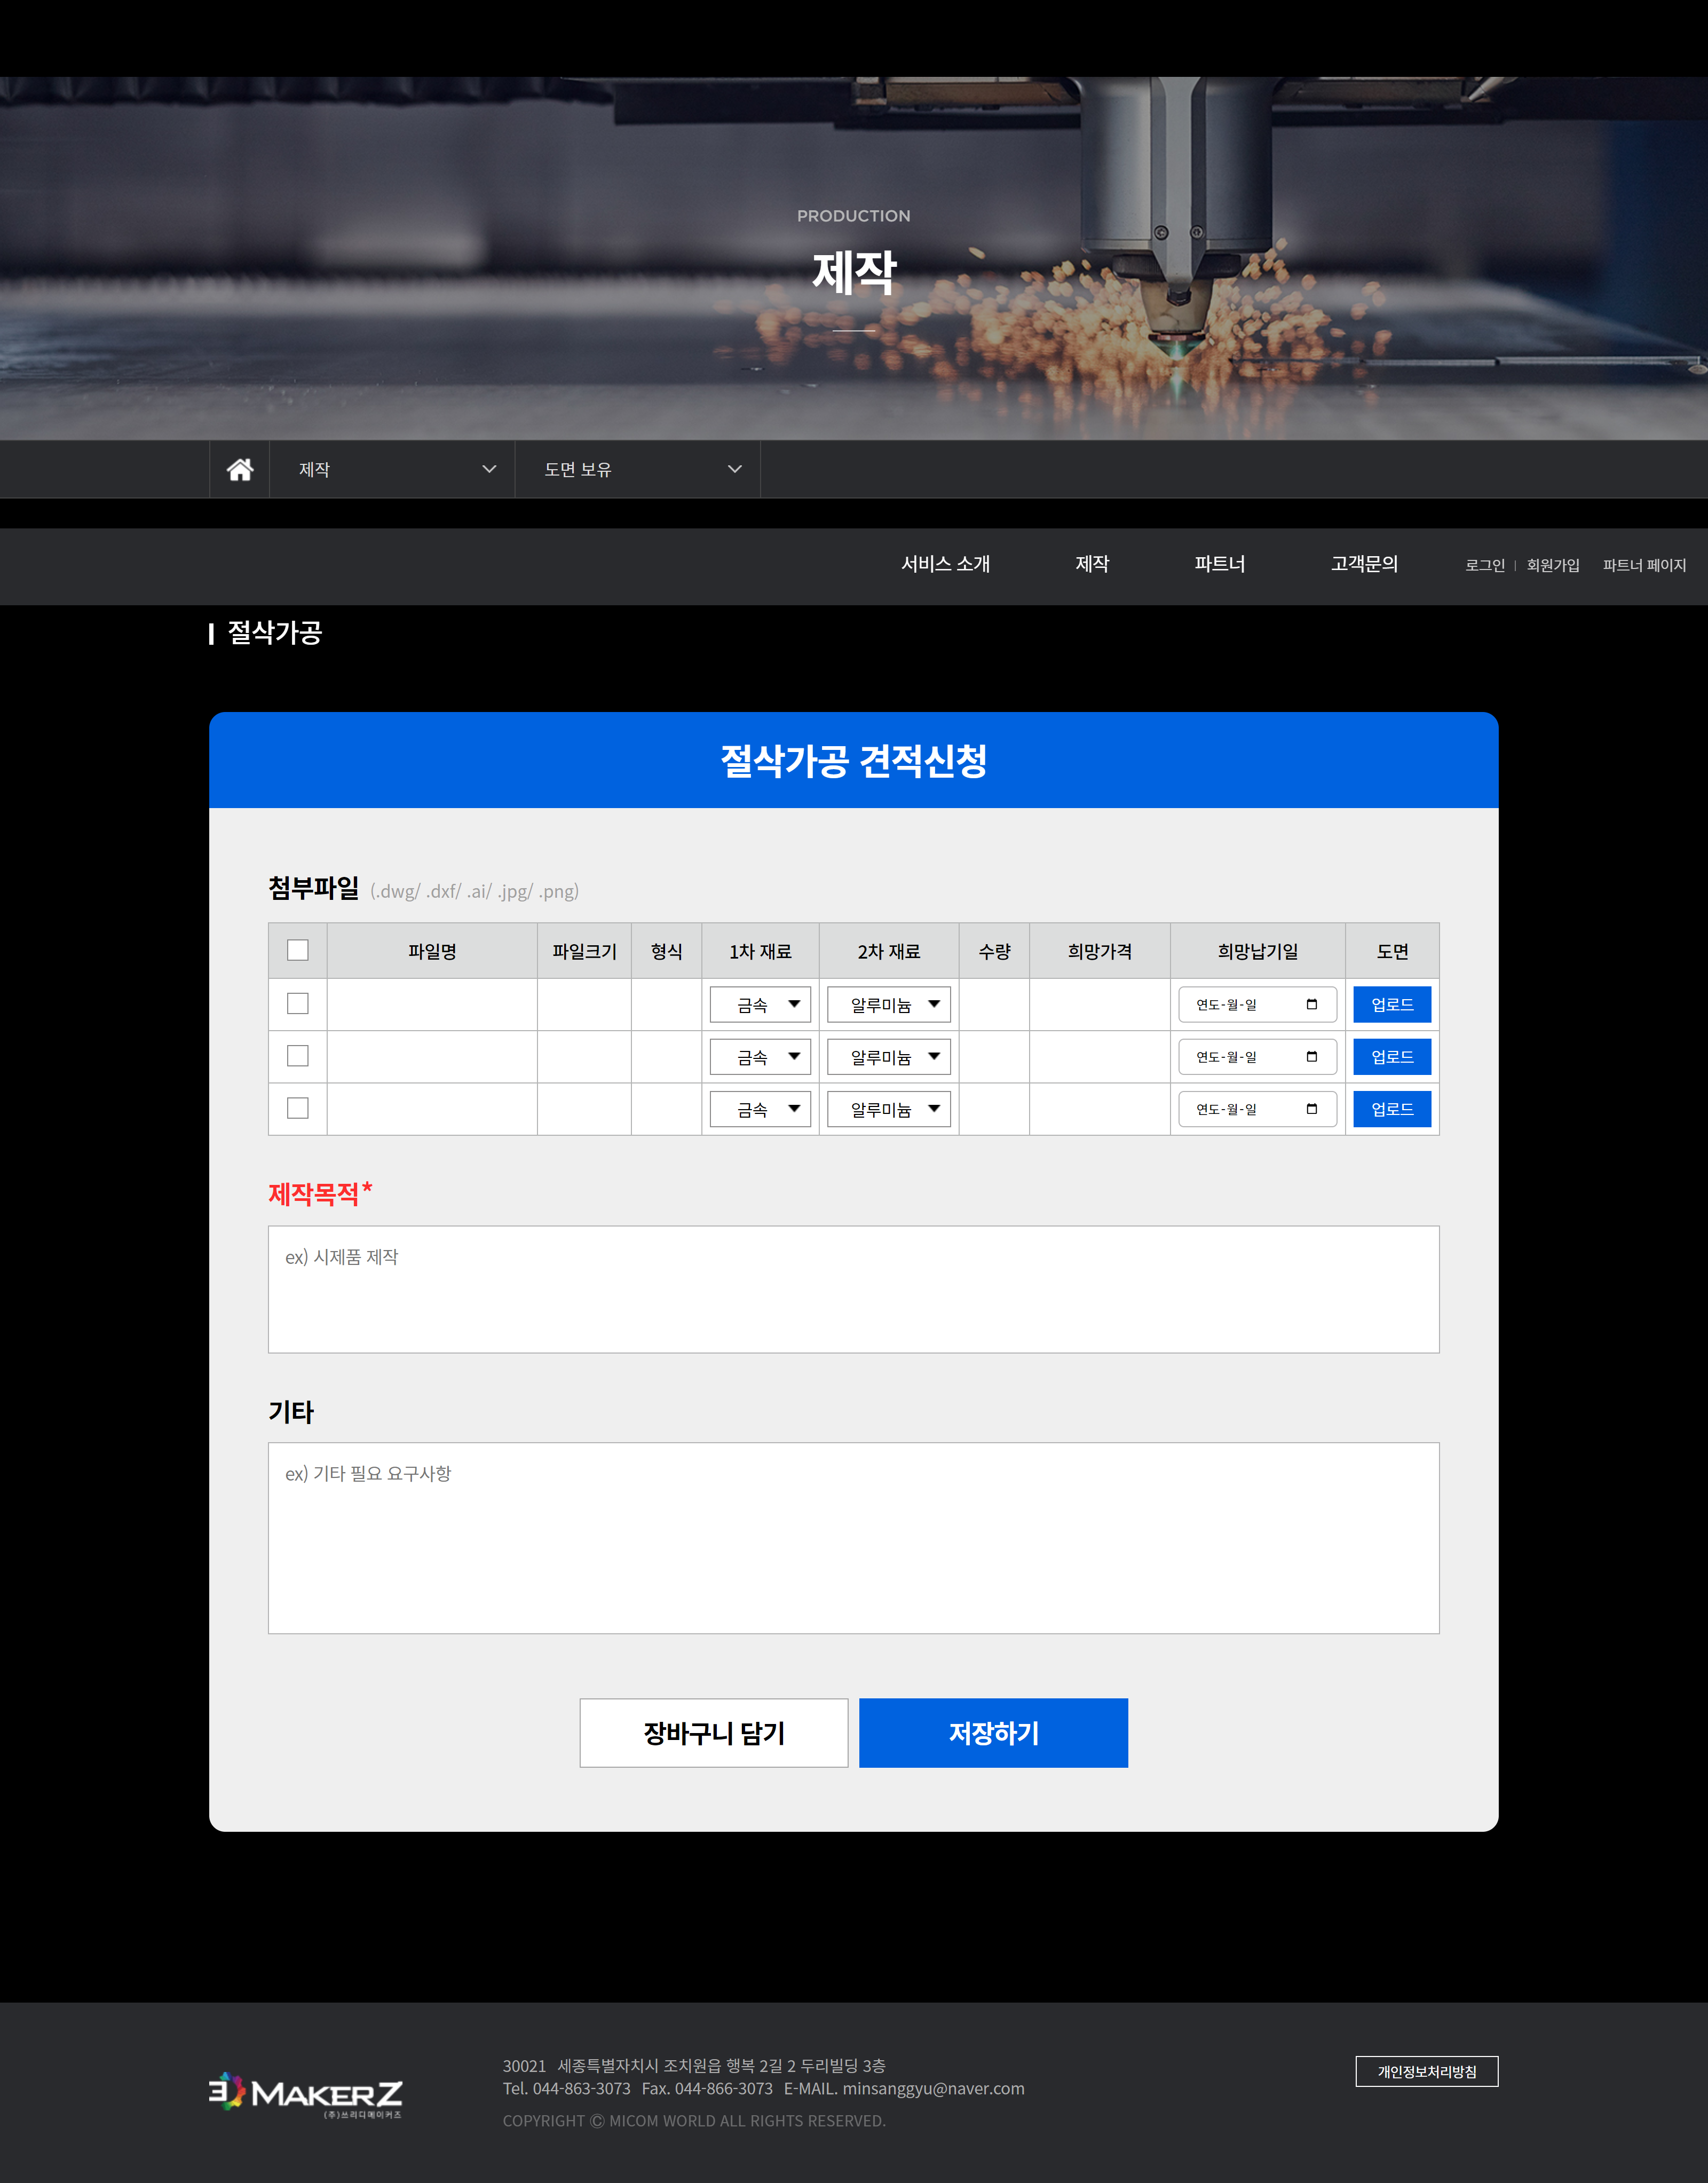 PRODUCTION
제작
제작
도면 보유
서비스 소개 제작 파트너 고객문의 로그인 | 회원가입 파트너 페이지
절삭가공
절삭가공 견적신청
첨부파일 (.dwg/ .dxf/ .ai/ .jpg/ .png)
파일명 파일크기 형식 1차 재료 2차 재료 수량 희망가격 희망납기일 도면
금속 알루미늄 연도-월-일 업로드
금속 알루미늄 연도-월-일 업로드
금속 알루미늄 연도-월-일 업로드
제작목적*
ex) 시제품 제작
기타
ex) 기타 필요 요구사항
장바구니 담기 저장하기
30021 세종특별자치시 조치원읍 행복 2길 2 두리빌딩 3층
Tel. 044-863-3073 Fax. 044-866-3073 E-MAIL. minsanggyu@naver.com
COPYRIGHT Ⓒ MICOM WORLD ALL RIGHTS RESERVED.
3D MAKERZ
(주)쓰리디메이커즈
개인정보처리방침